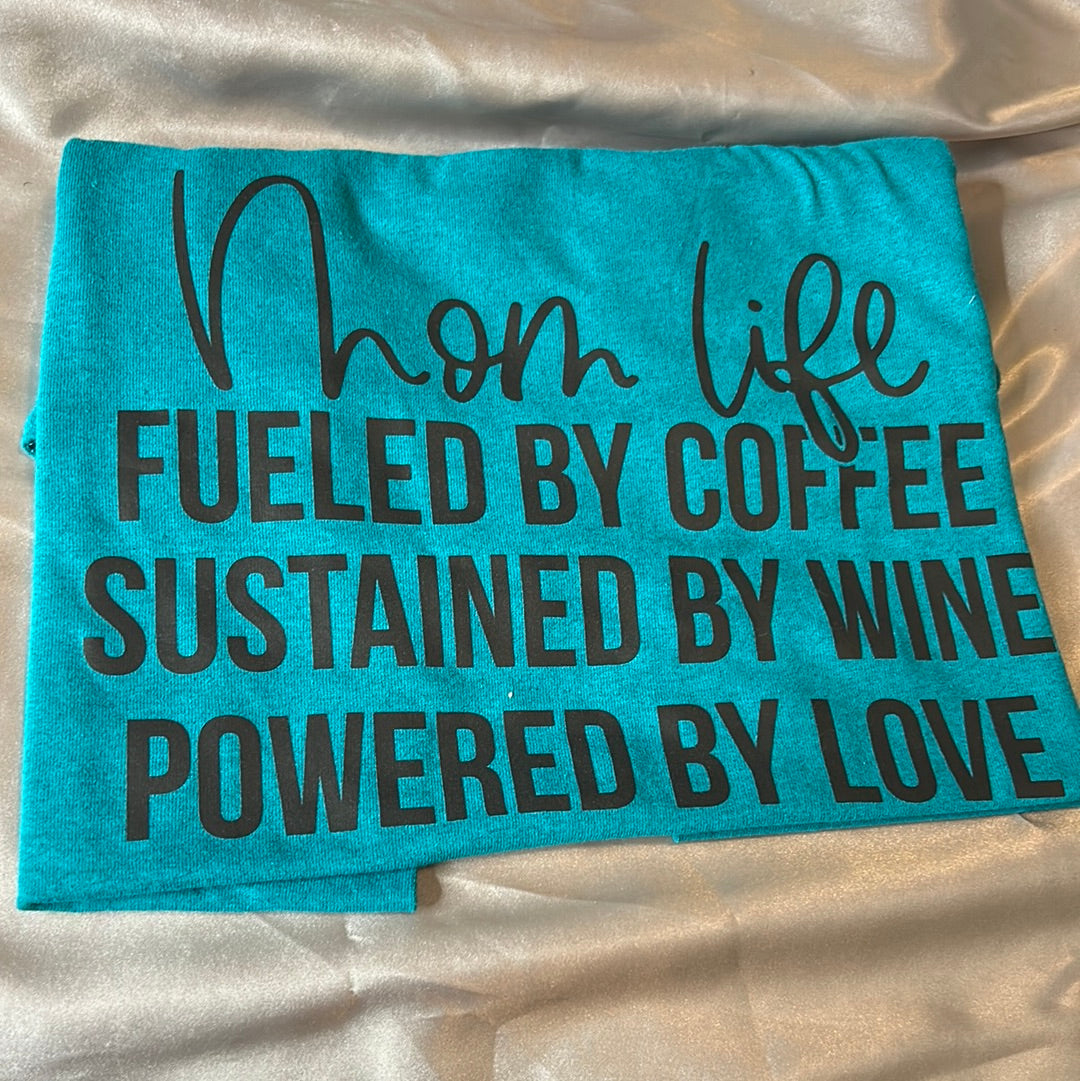 Mom life
FUELED BY COFFEE
SUSTAINED BY WINE
POWERED BY LOVE